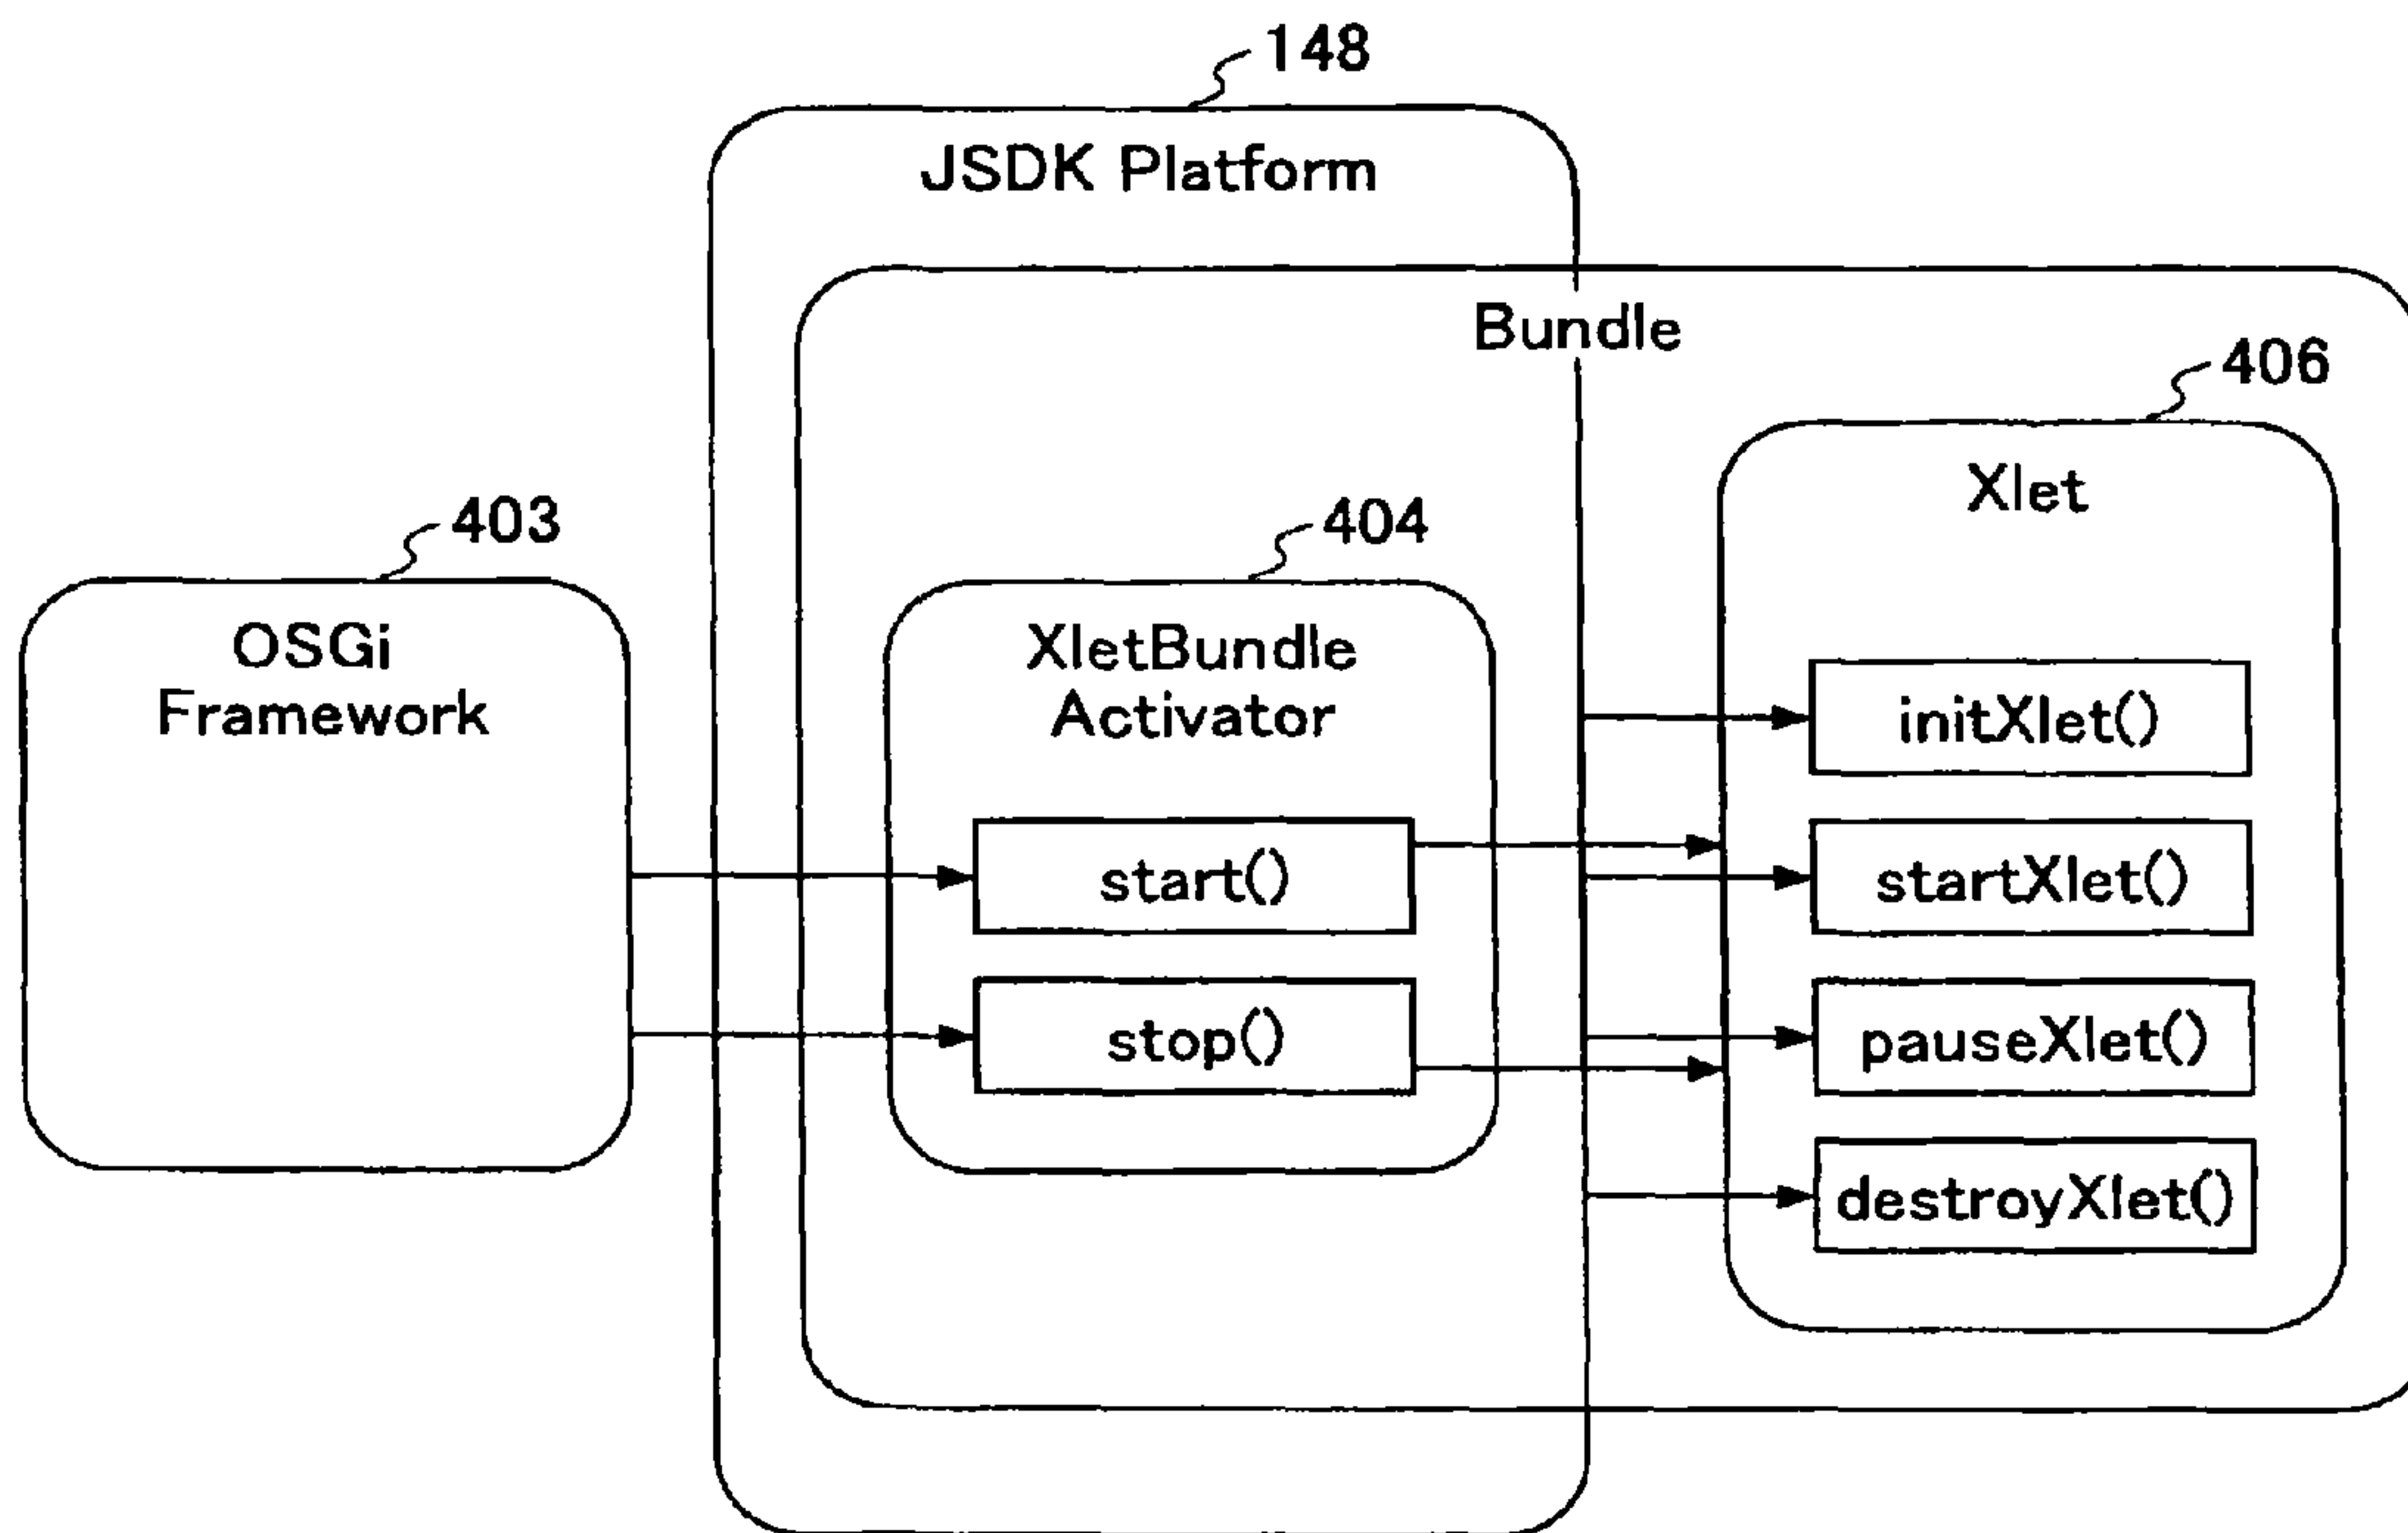 148
JSDK Platform
Bundle
406
Xlet
403
404
OSGi
Framework
XletBundle
Activator
initXlet()
start()
startXlet()
stop()
pauseXlet()
destroyXlet()